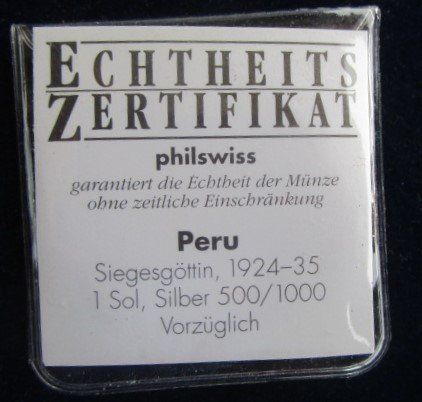 ECHTHEITS
ZERTIFIKAT
philswiss
garantiert die Echtheit der Münze
ohne zeitliche Einschränkung
Peru
Siegesgöttin, 1924–35
1 Sol, Silber 500/1000
Vorzüglich